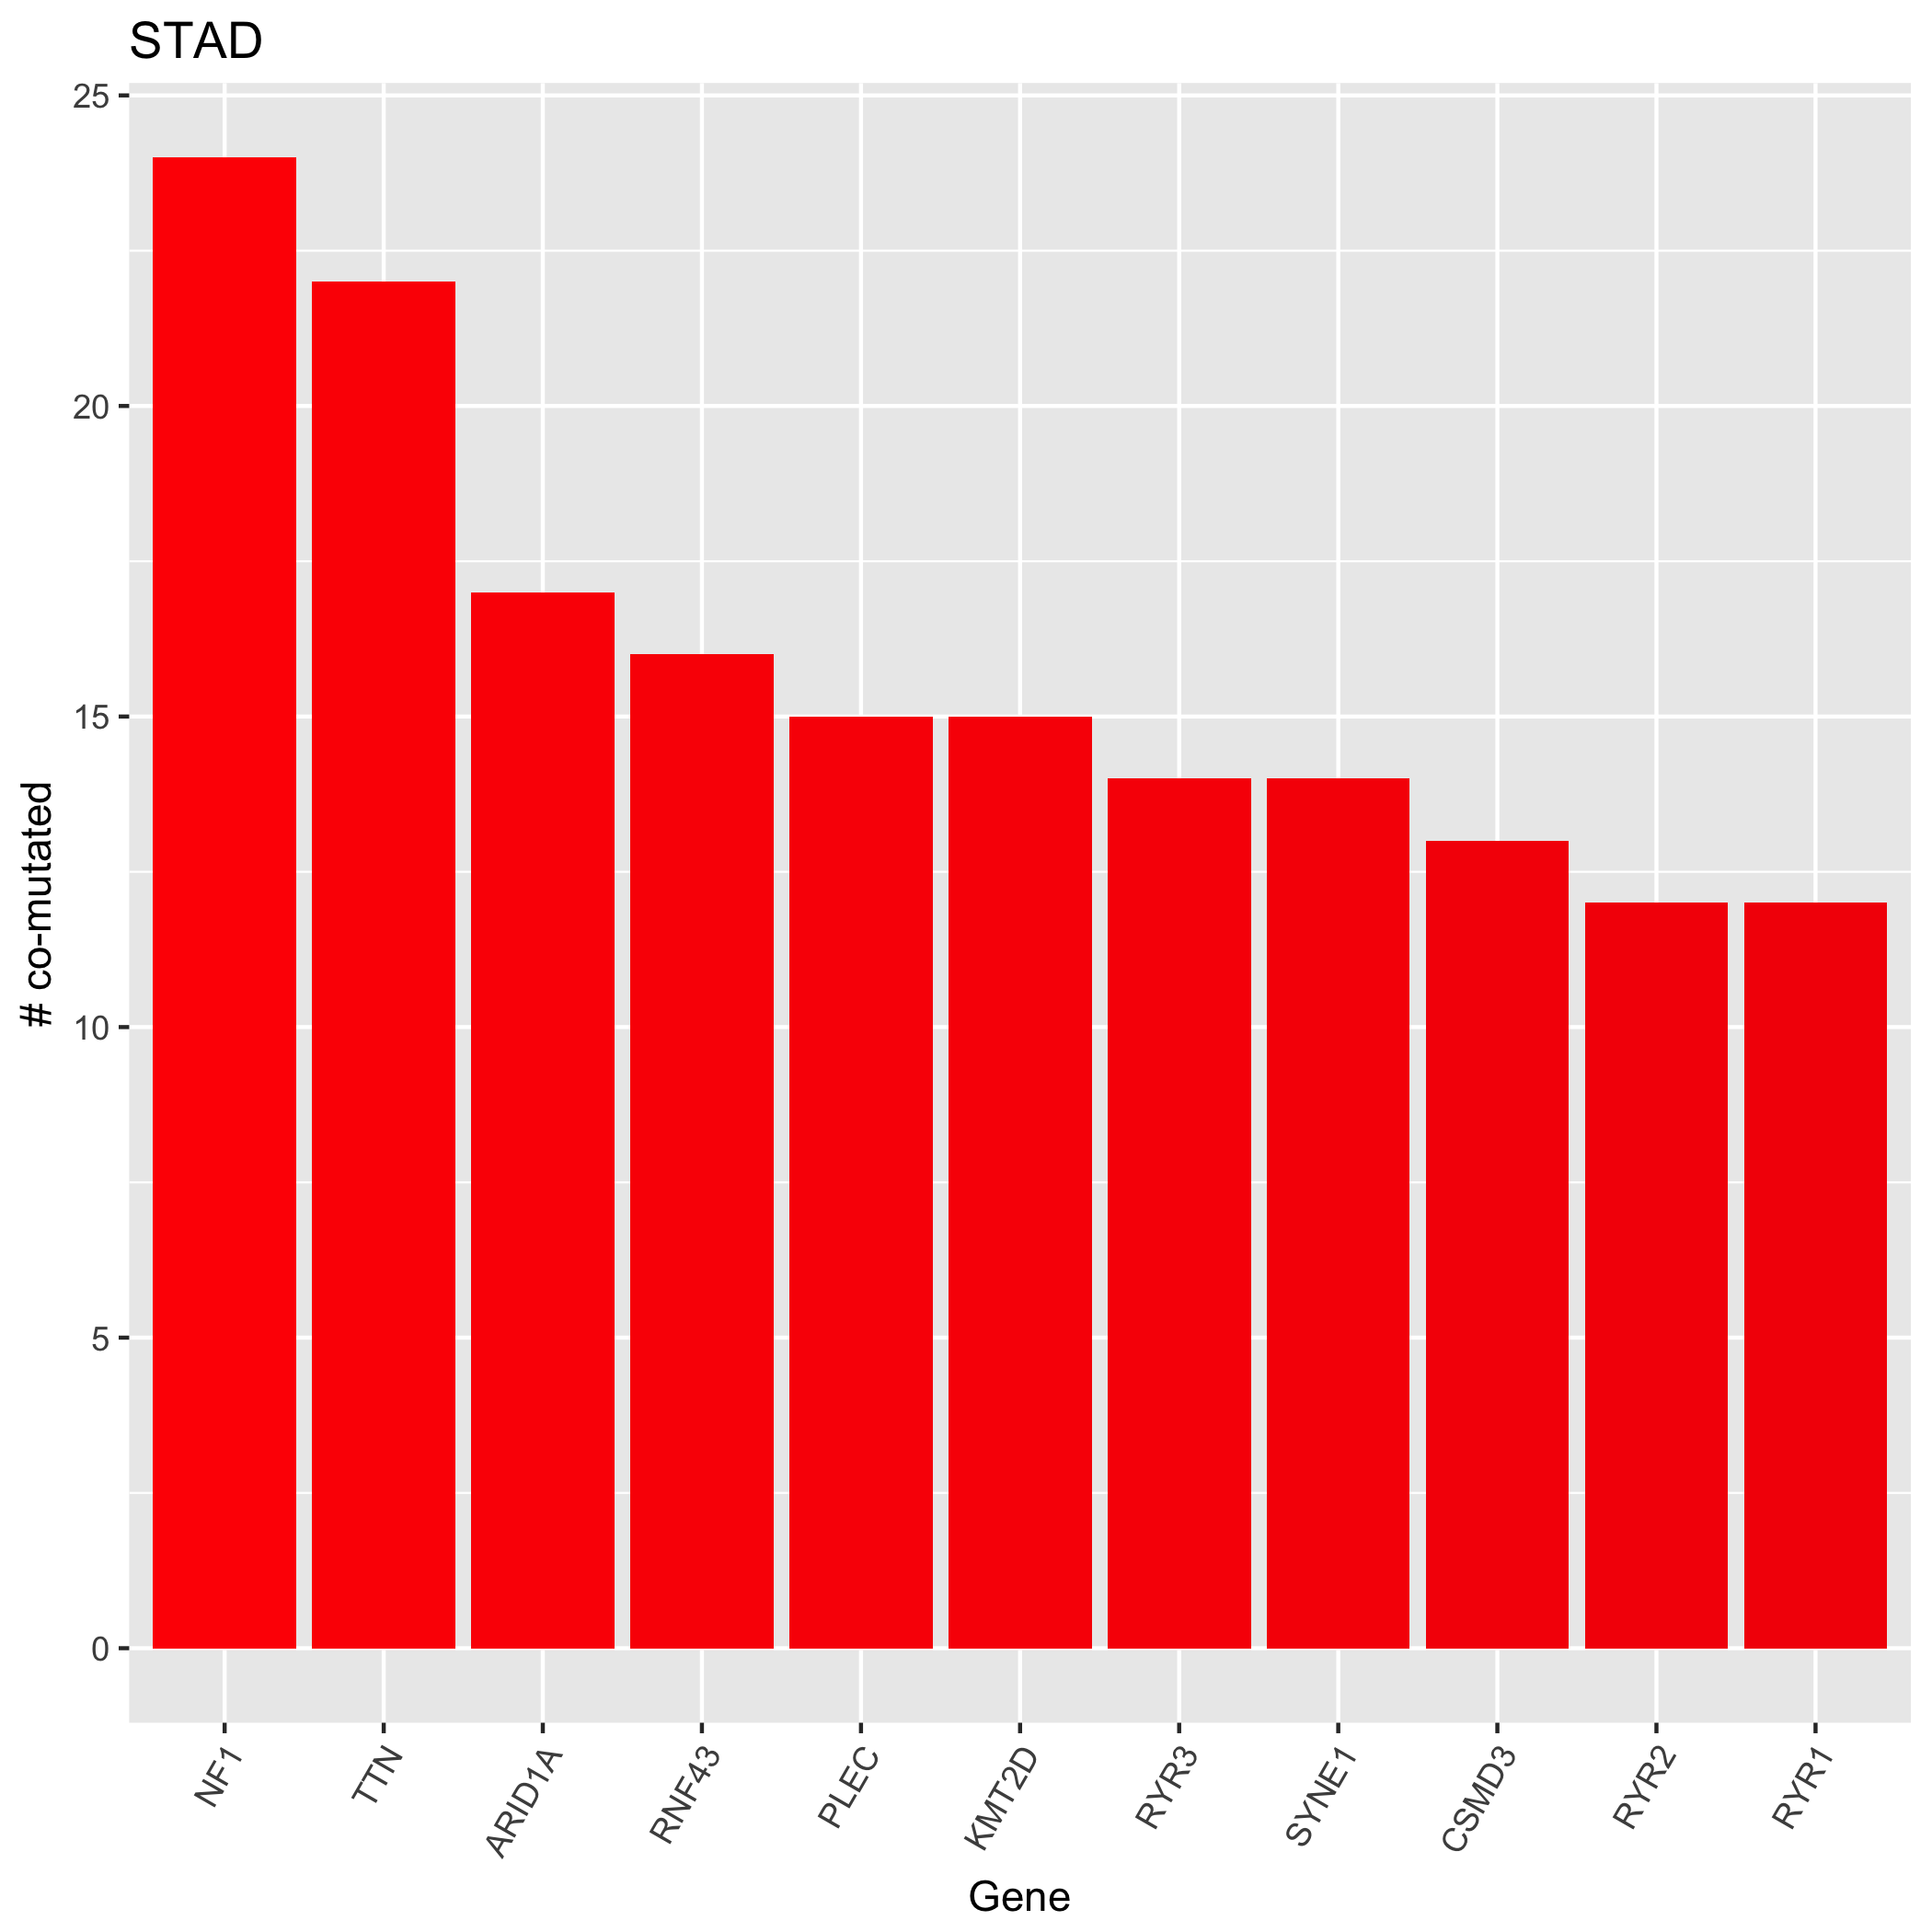 STAD
# co-mutated
25
20
15
10
5
0
NF1
TTN
ARID1A
RNF43
PLEC
KMT2D
RYR3
SYNE1
CSMD3
RYR2
RYR1
Gene